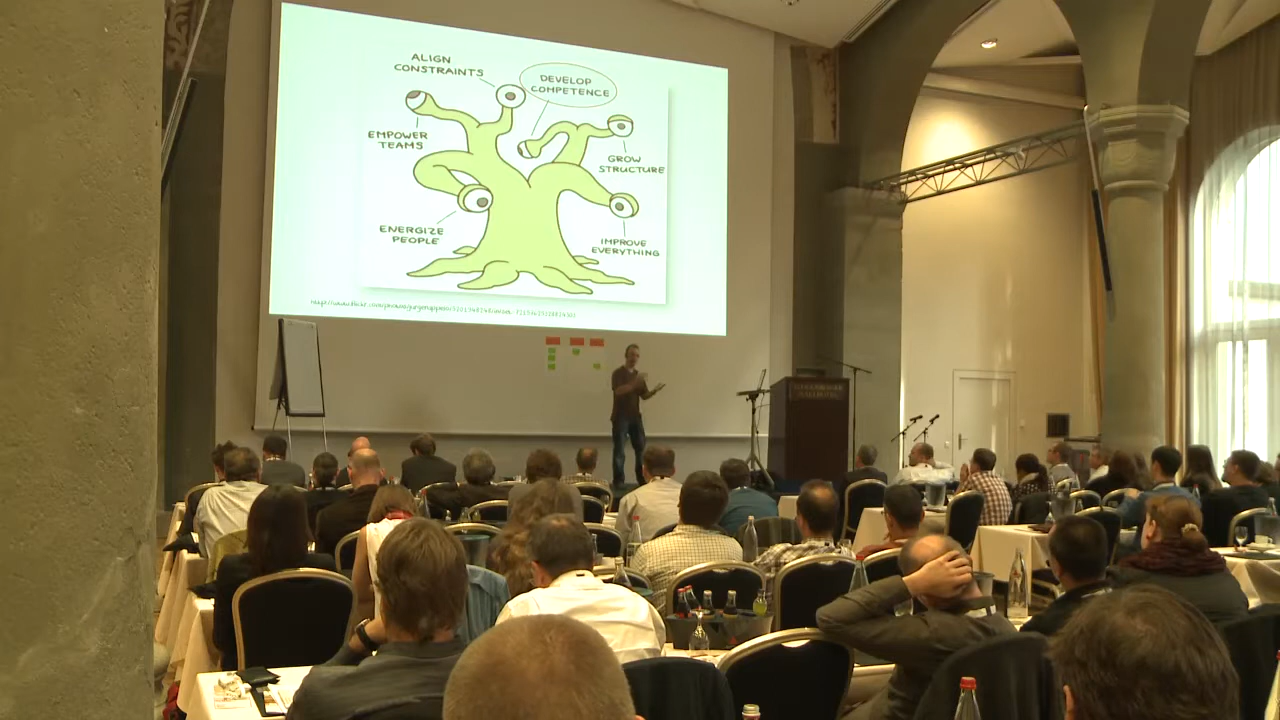 ALIGN
CONSTRAINTS
DEVELOP
COMPETENCE
EMPOWER
TEAMS
GROW
STRUCTURE
ENERGIZE
PEOPLE
IMPROVE
EVERYTHING